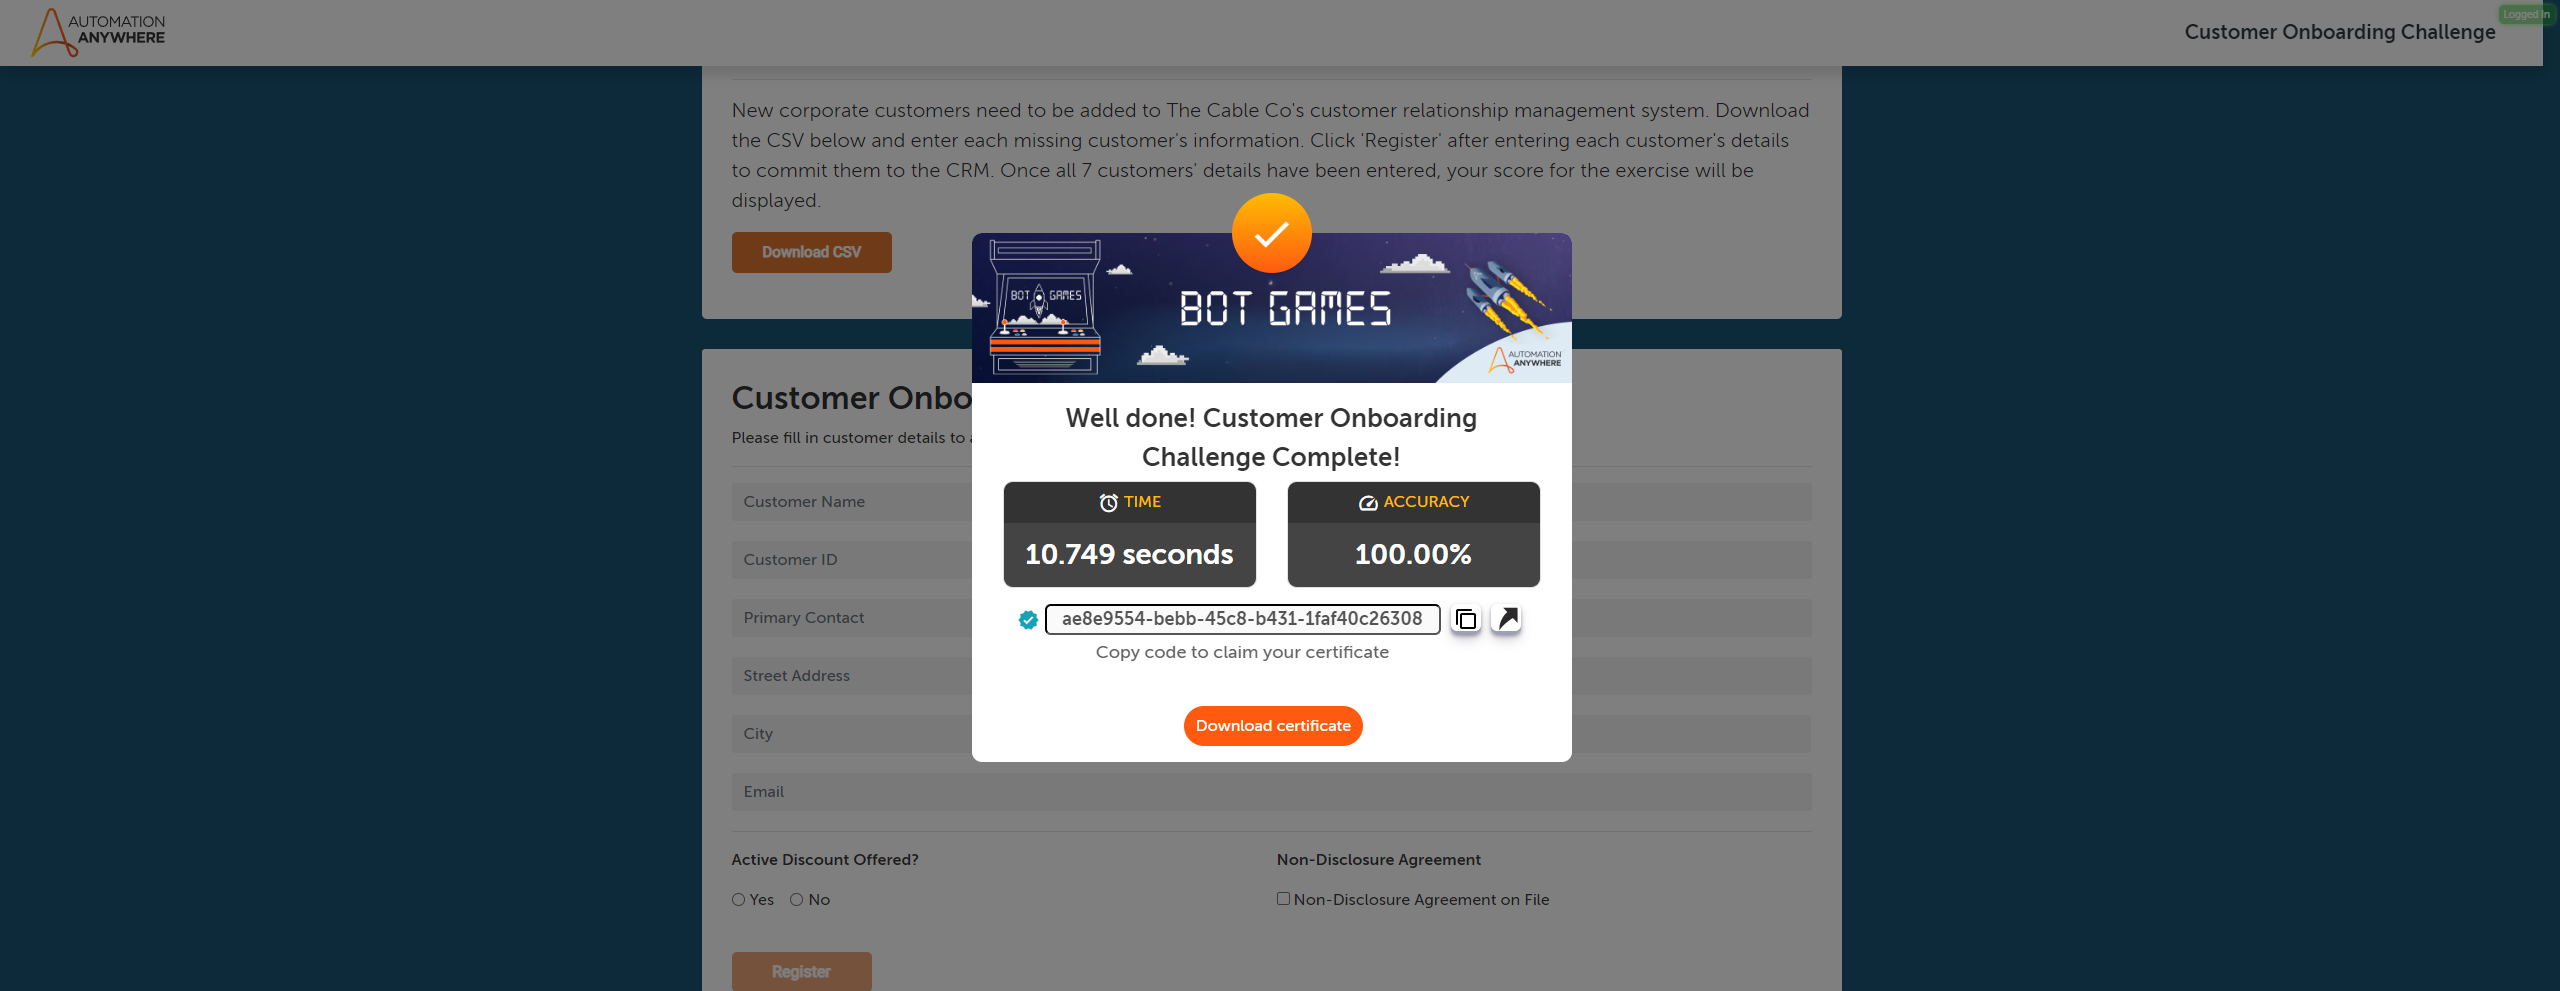 AUTOMATION
ANYWHERE
Customer Onboarding Challenge
Logged In
New corporate customers need to be added to The Cable Co's customer relationship management system. Download
the CSV below and enter each missing customer's information. Click 'Register' after entering each customer's details
to commit them to the CRM. Once all 7 customers' details have been entered, your score for the exercise will be
displayed.
Download CSV
BOT GAMES
BOT GAMES
AUTOMATION
ANYWHERE
Well done! Customer Onboarding
Challenge Complete!
TIME
10.749 seconds
ACCURACY
100.00%
ae8e9554-bebb-45c8-b431-1faf40c26308
Copy code to claim your certificate
Download certificate
Customer Onbo
Please fill in customer details to
Customer Name
Customer ID
Primary Contact
Street Address
City
Email
Active Discount Offered?
Yes No
Non-Disclosure Agreement
Non-Disclosure Agreement on File
Register